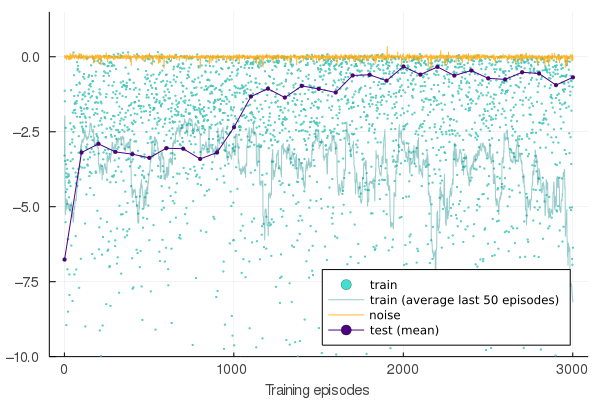 0.0
−2.5
−5.0
−7.5
−10.0
0
1000
2000
3000
Training episodes
train
train (average last 50 episodes)
noise
test (mean)